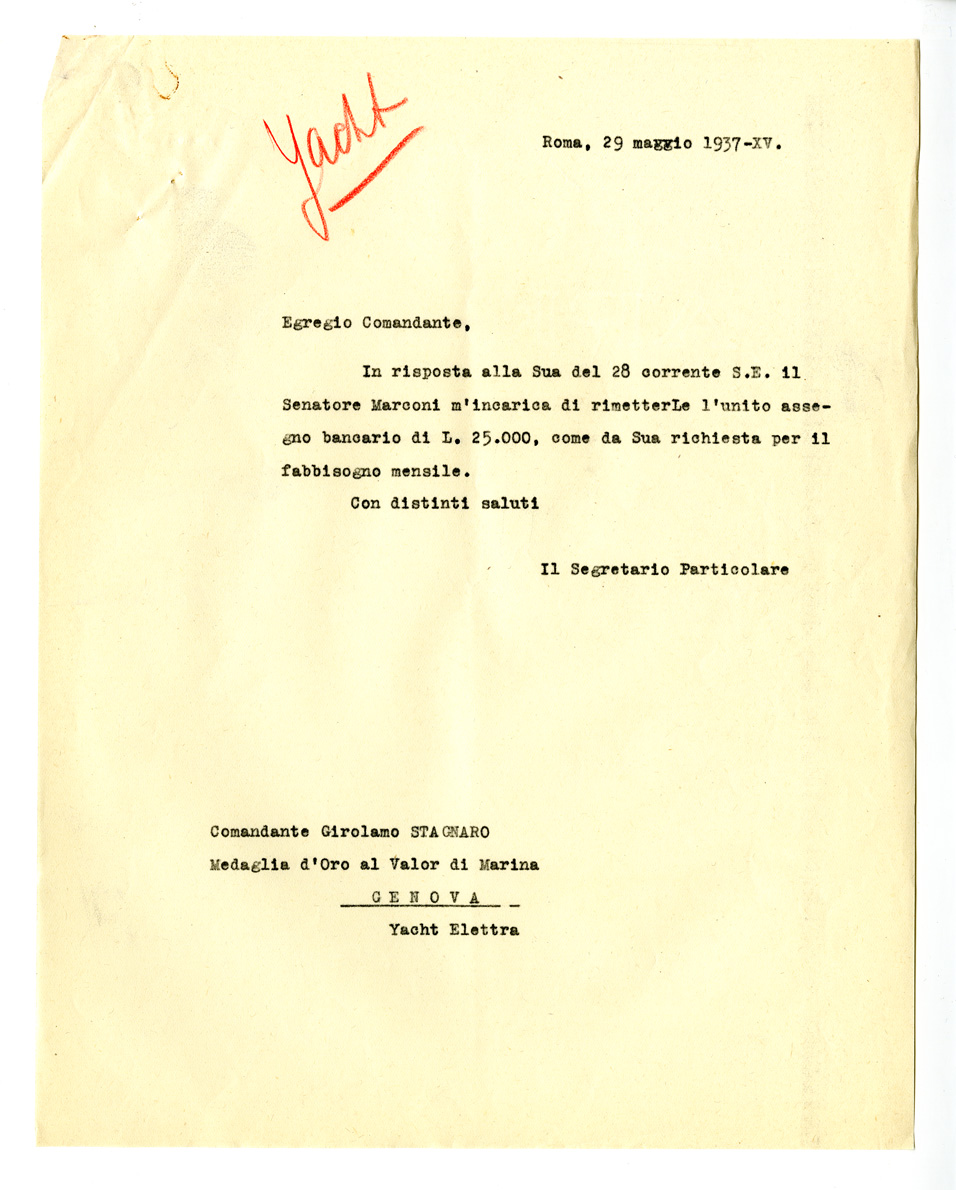 Yacht
Roma, 29 maggio 1937-XV.
Egregio Comandante,
In risposta alla Sua del 28 corrente S.E. il
Senatore Marconi m'incarica di rimetterLe l'unito asse-
gno bancario di L. 25.000, come da Sua richiesta per il
fabbisogno mensile.
Con distinti saluti
Il Segretario Particolare
Comandante Girolamo STAGNARO
Medaglia d'Oro al Valor di Marina
G E N O V A
Yacht Elettra